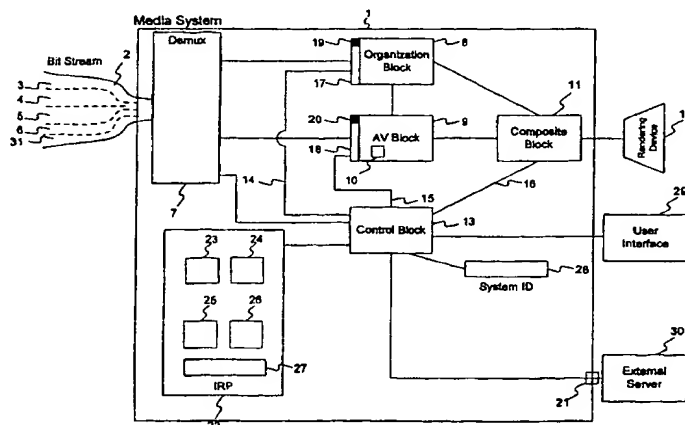 Media System
1
Demux
Bit Stream
2
3
4
5
6
31
7
19
8
Organization
Block
17
20
AV Block
9
18
10
11
Composite
Block
Rendering
Device
14
15
16
13
Control Block
29
User
Interface
28
System ID
23
24
25
26
27
IRP
30
External
Server
21